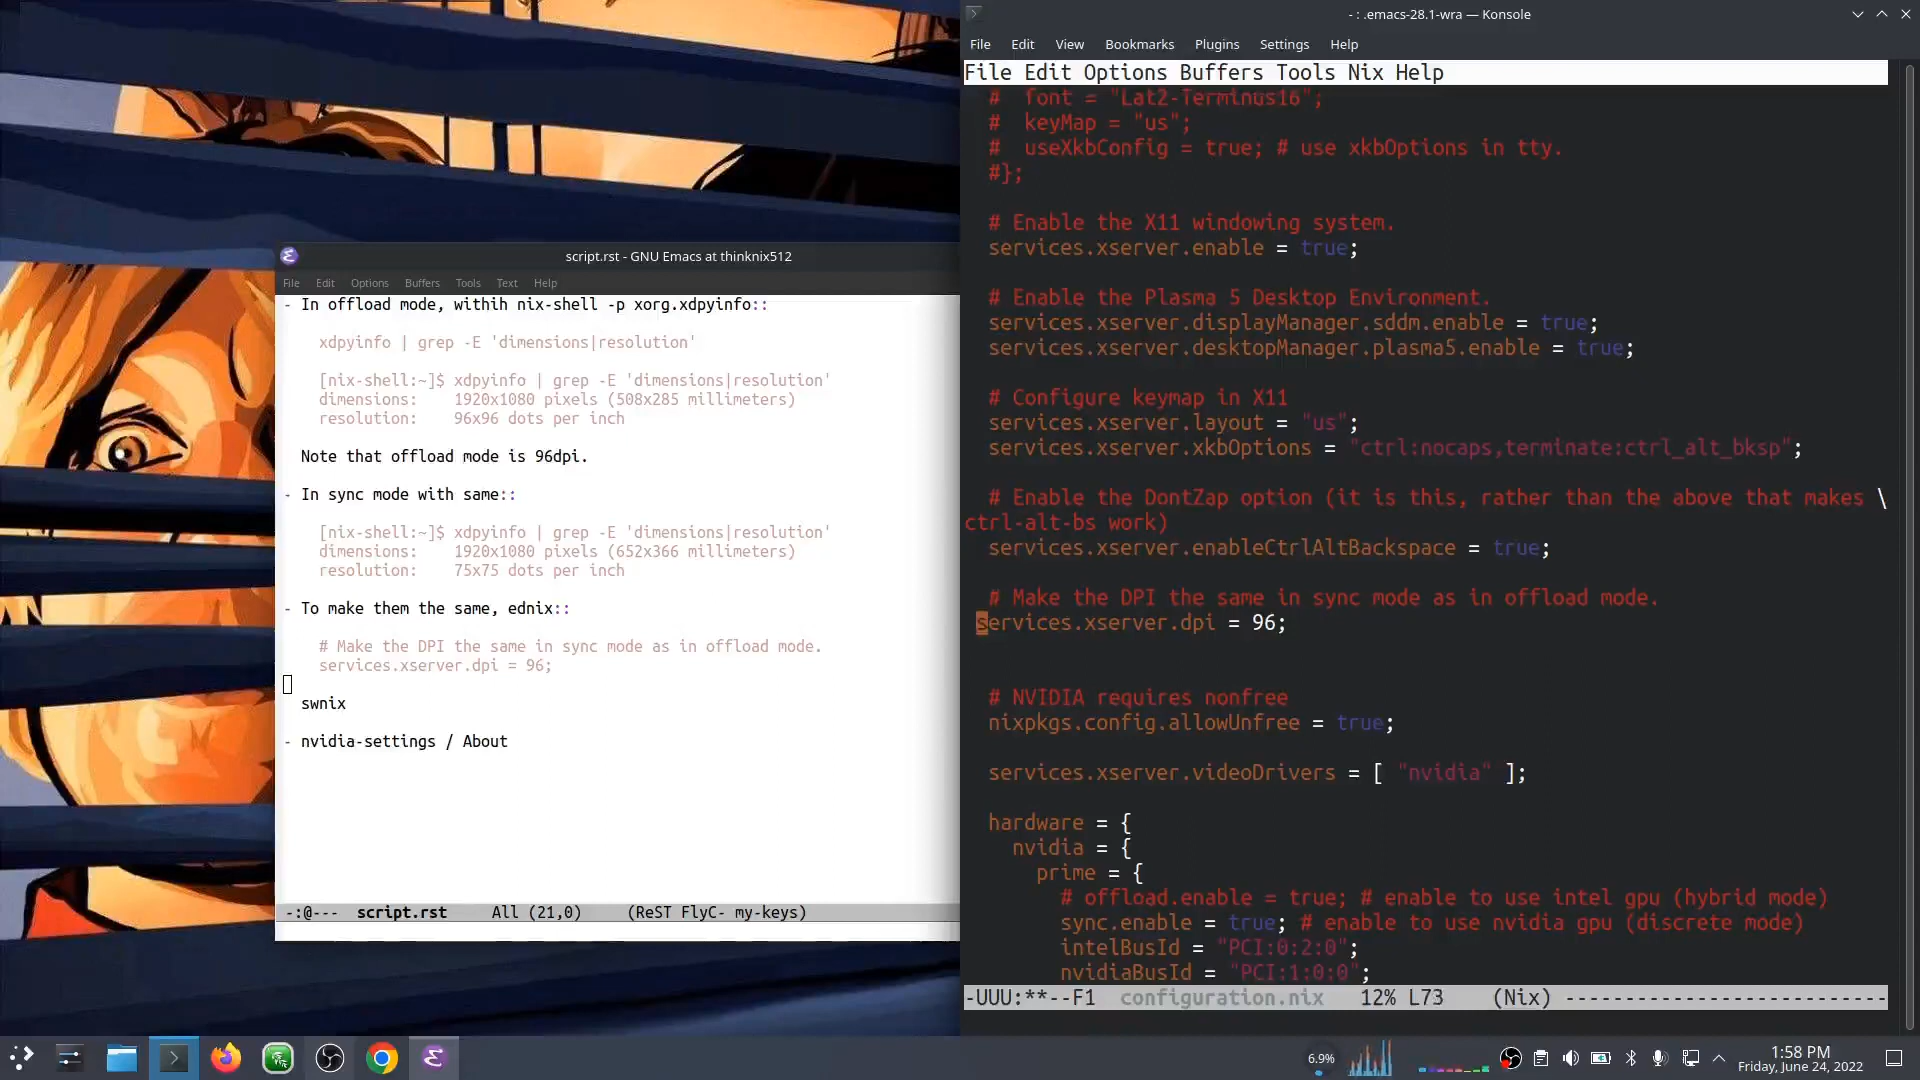 script.rst - GNU Emacs at thinknix512
File Edit Options Buffers Tools Text Help
- In offload mode, withih nix-shell -p xorg.xdpyinfo::
xdpyinfo | grep -E 'dimensions|resolution'
[nix-shell:~]$ xdpyinfo | grep -E 'dimensions|resolution'
dimensions:    1920x1080 pixels (508x285 millimeters)
resolution:    96x96 dots per inch
Note that offload mode is 96dpi.
- In sync mode with same::
[nix-shell:~]$ xdpyinfo | grep -E 'dimensions|resolution'
dimensions:    1920x1080 pixels (652x366 millimeters)
resolution:    75x75 dots per inch
- To make them the same, ednix::
# Make the DPI the same in sync mode as in offload mode.
services.xserver.dpi = 96;
swnix
- nvidia-settings / About
-:@---  script.rst     All (21,0)     (ReST FlyC- my-keys)
- : .emacs-28.1-wra — Konsole
File Edit View Bookmarks Plugins Settings Help
File Edit Options Buffers Tools Nix Help
#  font = "Lat2-Terminus16";
#  keyMap = "us";
#  useXkbConfig = true; # use xkbOptions in tty.
#};
# Enable the X11 windowing system.
services.xserver.enable = true;
# Enable the Plasma 5 Desktop Environment.
services.xserver.displayManager.sddm.enable = true;
services.xserver.desktopManager.plasma5.enable = true;
# Configure keymap in X11
services.xserver.layout = "us";
services.xserver.xkbOptions = "ctrl:nocaps,terminate:ctrl_alt_bksp";
# Enable the DontZap option (it is this, rather than the above that makes \
ctrl-alt-bs work)
services.xserver.enableCtrlAltBackspace = true;
# Make the DPI the same in sync mode as in offload mode.
services.xserver.dpi = 96;
# NVIDIA requires nonfree
nixpkgs.config.allowUnfree = true;
services.xserver.videoDrivers = [ "nvidia" ];
hardware = {
nvidia = {
prime = {
# offload.enable = true; # enable to use intel gpu (hybrid mode)
sync.enable = true; # enable to use nvidia gpu (discrete mode)
intelBusId = "PCI:0:2:0";
nvidiaBusId = "PCI:1:0:0";
-UUU:**--F1  configuration.nix   12% L73    (Nix) ---------------------------
6.9%
1:58 PM
Friday, June 24, 2022